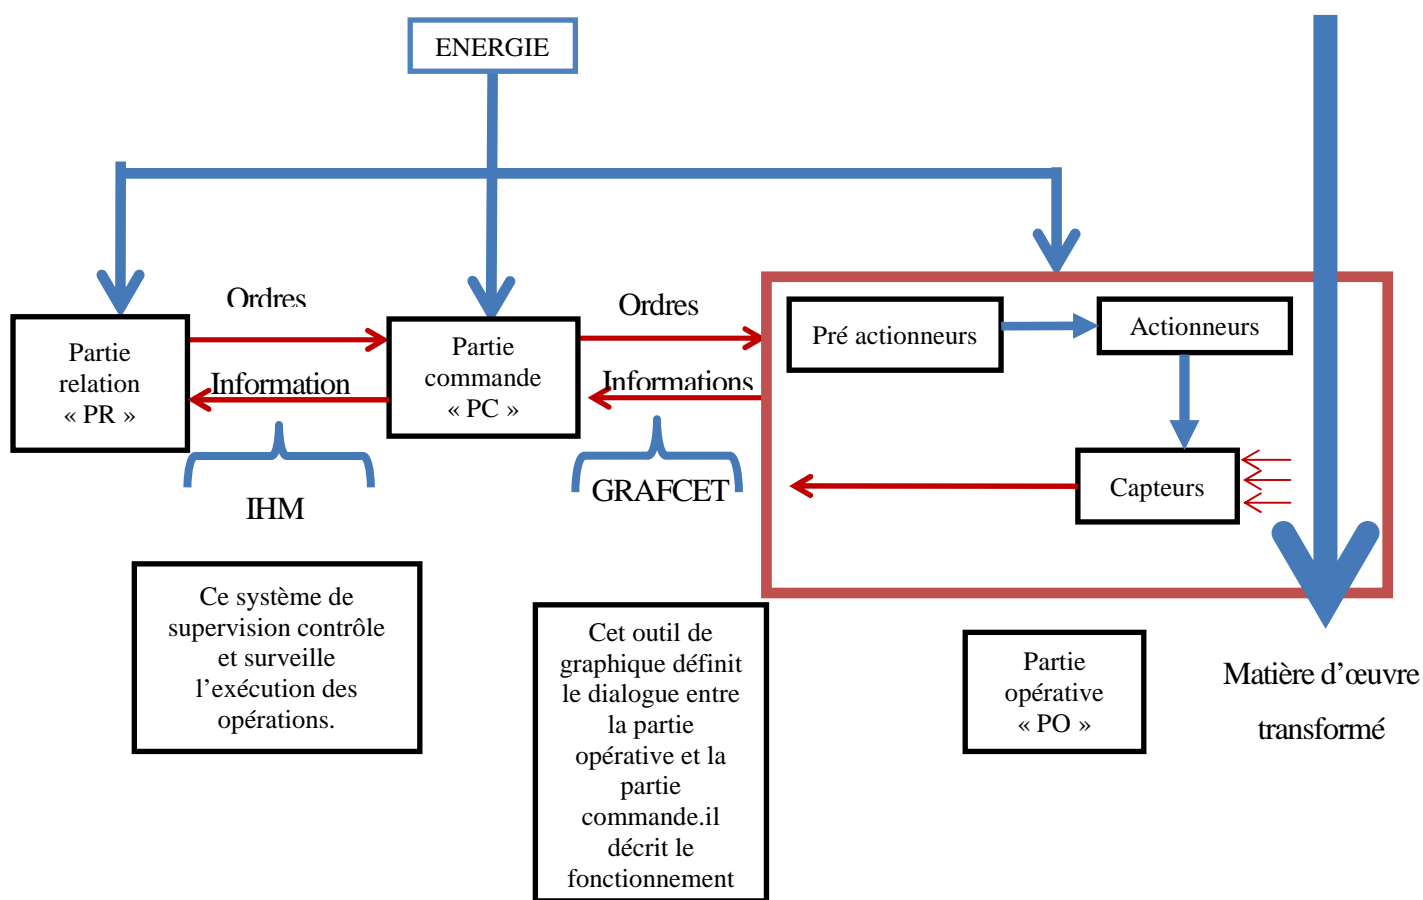 ENERGIE
Ordres
Ordres
Partie
relation
« PR »
Information
Partie
commande
« PC »
Informations
Pré actionneurs
Actionneurs
Capteurs
IHM
GRAFCET
Ce système de
supervision contrôle
et surveille
l’exécution des
opérations.
Cet outil de
graphique définit
le dialogue entre
la partie
opérative et la
partie
commande.il
décrit le
fonctionnement
Partie
opérative
« PO »
Matière d’œuvre
transformé